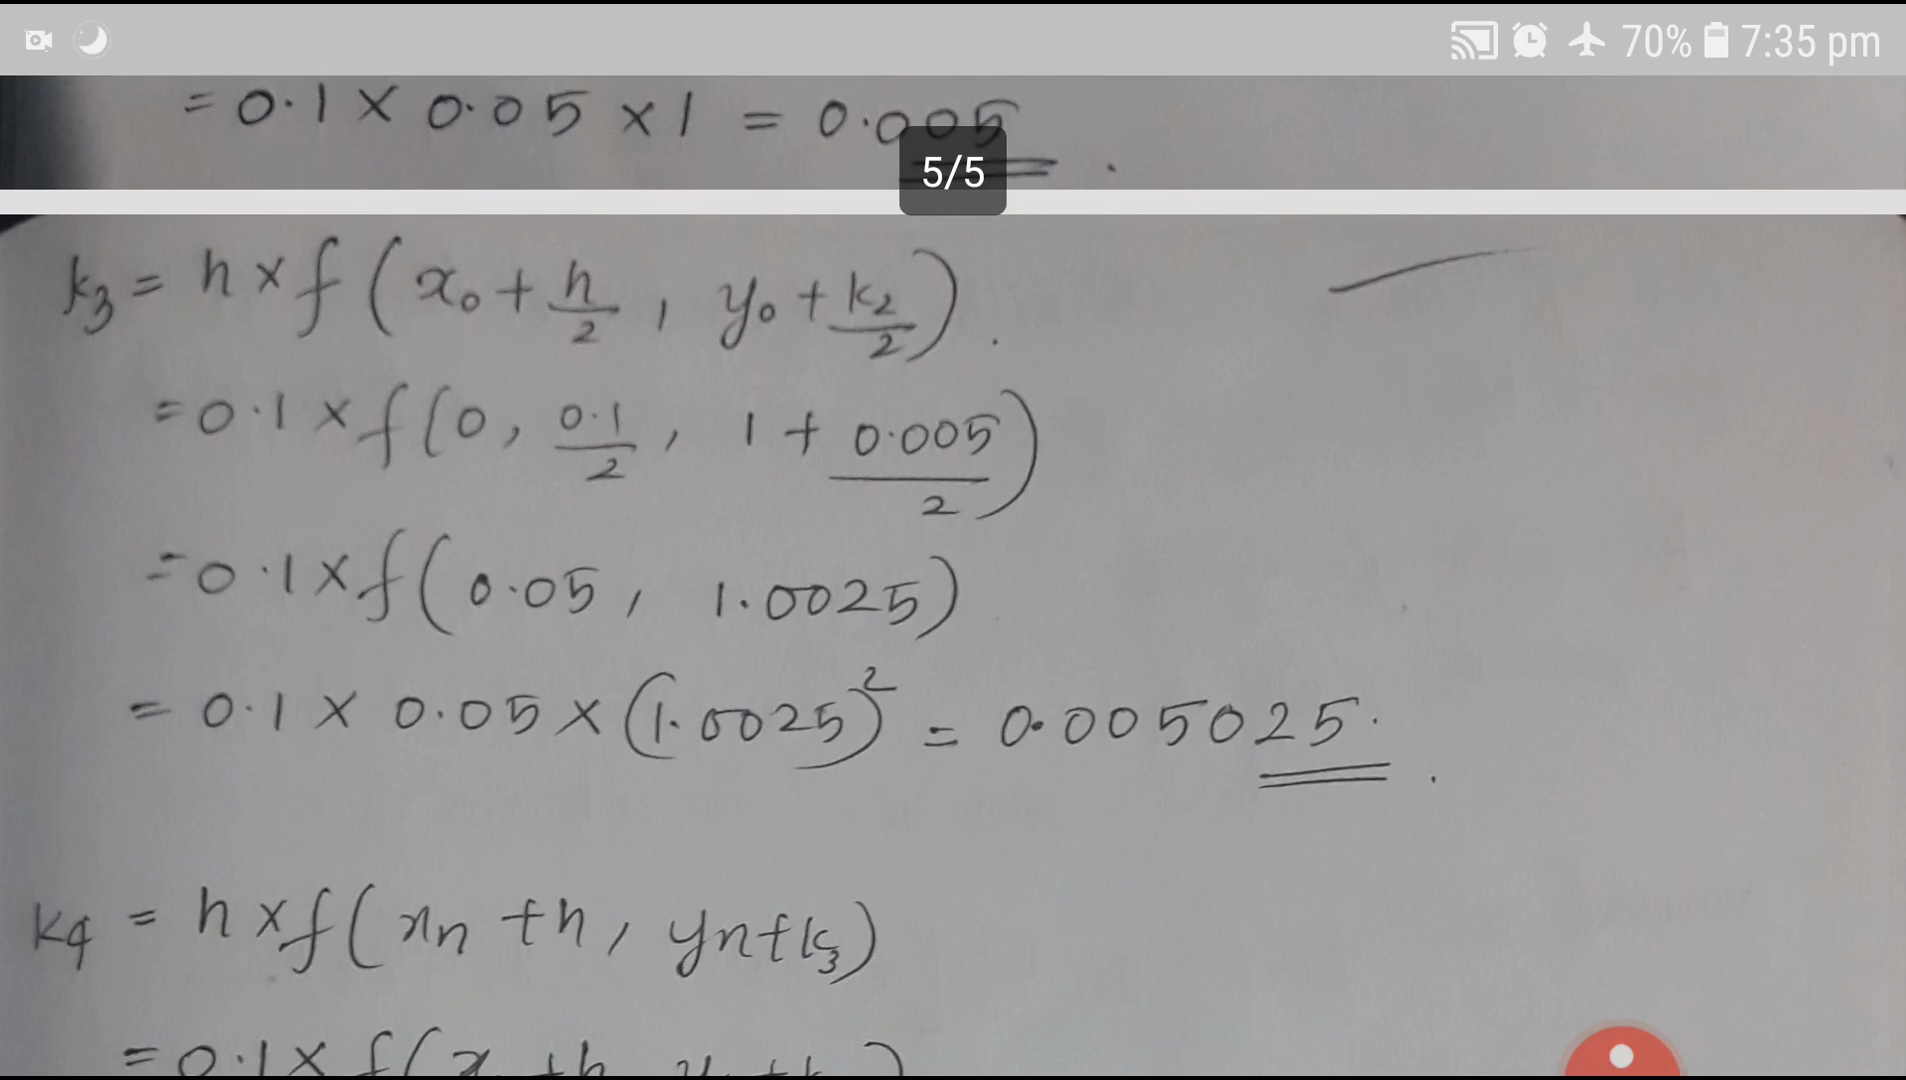 70% 7:35 pm
= 0.1 × 0.05 × 1 = 0.005
5/5
k₃ = h × f(x₀ + h/2, y₀ + k₂/2).
= 0.1 × f(0, 0.1/2, 1 + 0.005/2)
= 0.1 × f(0.05, 1.0025)
= 0.1 × 0.05 × (1.0025)² = 0.005025.
k₄ = h × f(xn + h, yn + k₃)
= 0.1 × f(x + h, y + k )